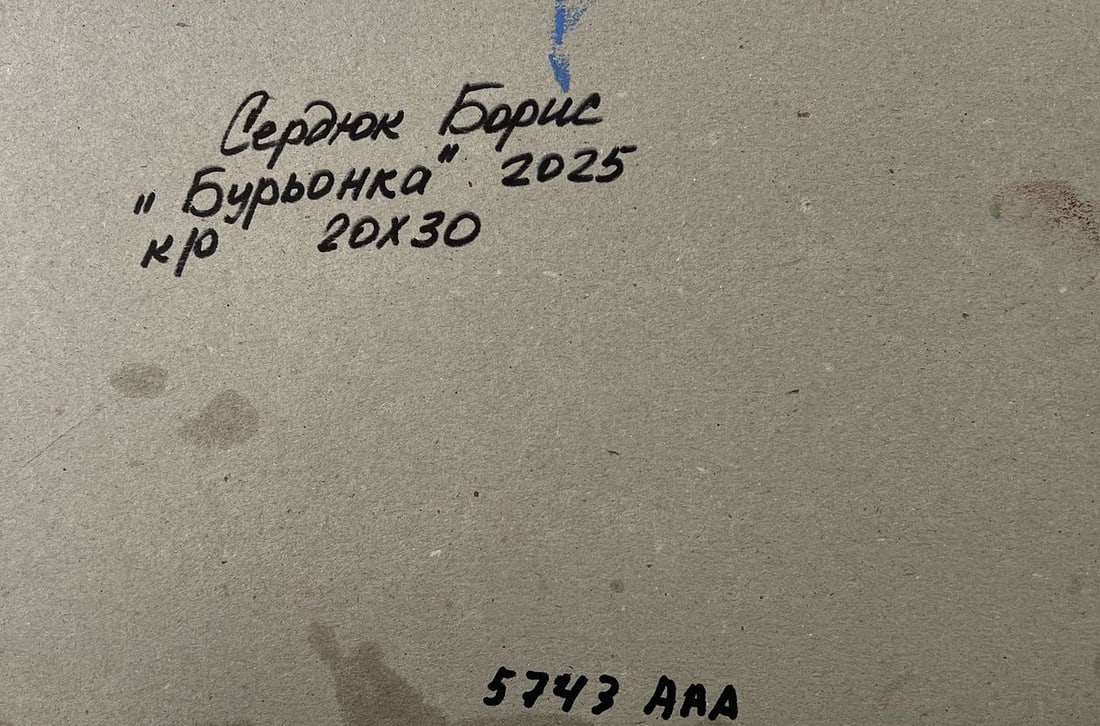 Сердюк Борис
"Бурьонка" 2025
к/о 20х30
5743 ААА